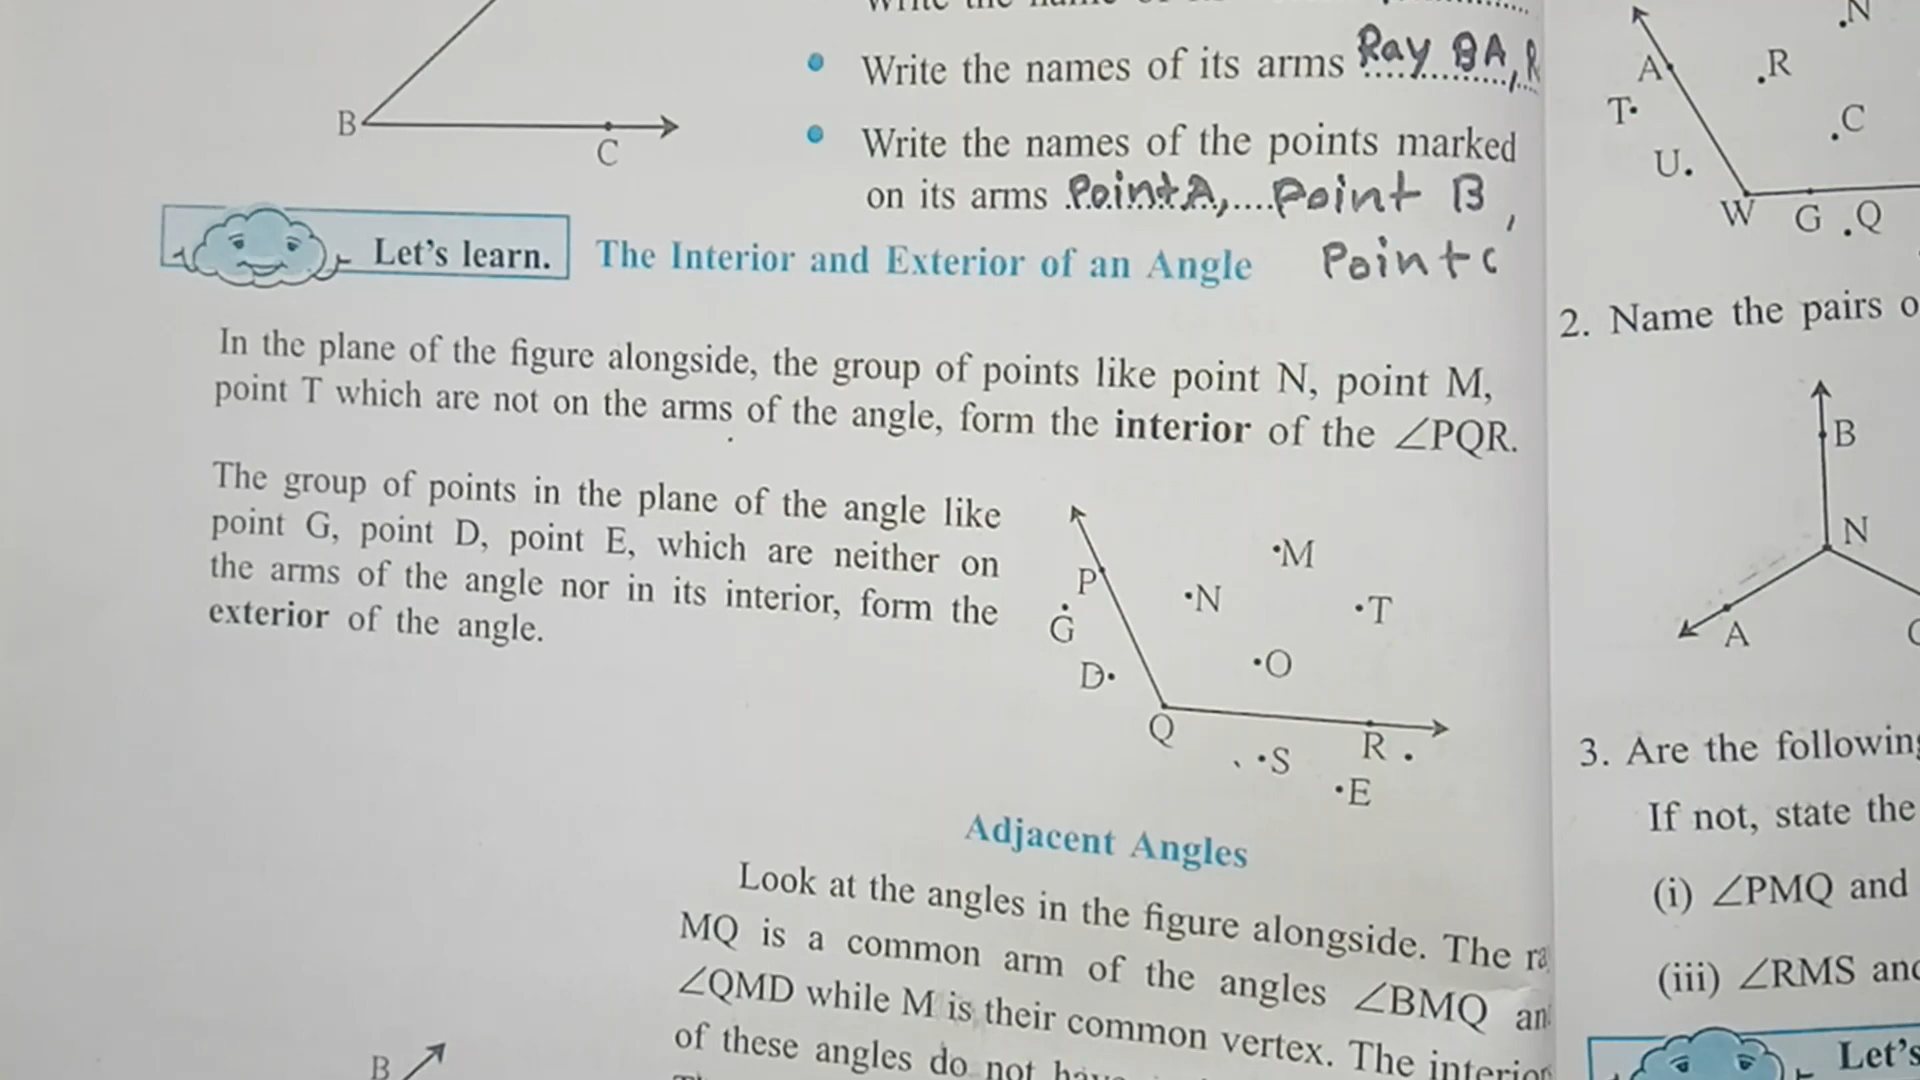 B
C
Write the names of its arms Ray BA, R
Write the names of the points marked
on its arms Point A, Point B,
Point C
Let's learn. The Interior and Exterior of an Angle
In the plane of the figure alongside, the group of points like point N, point M,
point T which are not on the arms of the angle, form the interior of the ∠PQR.
The group of points in the plane of the angle like
point G, point D, point E, which are neither on
the arms of the angle nor in its interior, form the
exterior of the angle.
M
P
N
T
G
O
D
Q
R
S
E
Adjacent Angles
Look at the angles in the figure alongside. The
MQ is a common arm of the angles ∠BMQ an
∠QMD while M is their common vertex. The interior
of these angles do not
B
N
A
R
T
C
U
W
G
Q
2. Name the pairs o
B
N
A
C
3. Are the following
If not, state the
(i) ∠PMQ and
(iii) ∠RMS and
Let's